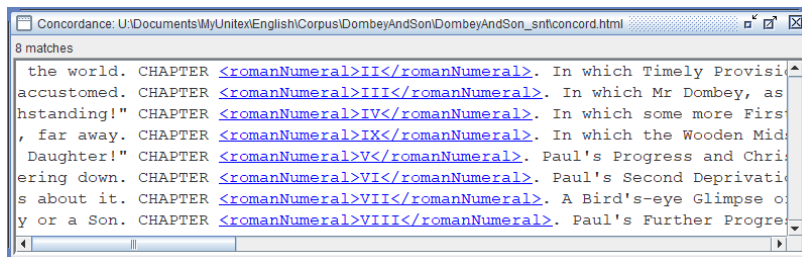 Concordance: U:\Documents\MyUnitex\English\Corpus\DombeyAndSon\DombeyAndSon_snt\concord.html
8 matches
the world. CHAPTER <romanNumeral>II</romanNumeral>. In which Timely Provisi
accustomed. CHAPTER <romanNumeral>III</romanNumeral>. In which Mr Dombey, as
hstanding!" CHAPTER <romanNumeral>IV</romanNumeral>. In which some more Firs
, far away. CHAPTER <romanNumeral>IX</romanNumeral>. In which the Wooden Mid
Daughter!" CHAPTER <romanNumeral>V</romanNumeral>. Paul's Progress and Chri
ering down. CHAPTER <romanNumeral>VI</romanNumeral>. Paul's Second Deprivati
s about it. CHAPTER <romanNumeral>VII</romanNumeral>. A Bird's-eye Glimpse o
y or a Son. CHAPTER <romanNumeral>VIII</romanNumeral>. Paul's Further Progre